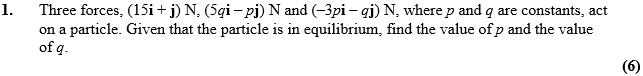 1. Three forces, (15i + j) N, (5qi – pj) N and (–3pi – qj) N, where p and q are constants, act
on a particle. Given that the particle is in equilibrium, find the value of p and the value
of q.
(6)